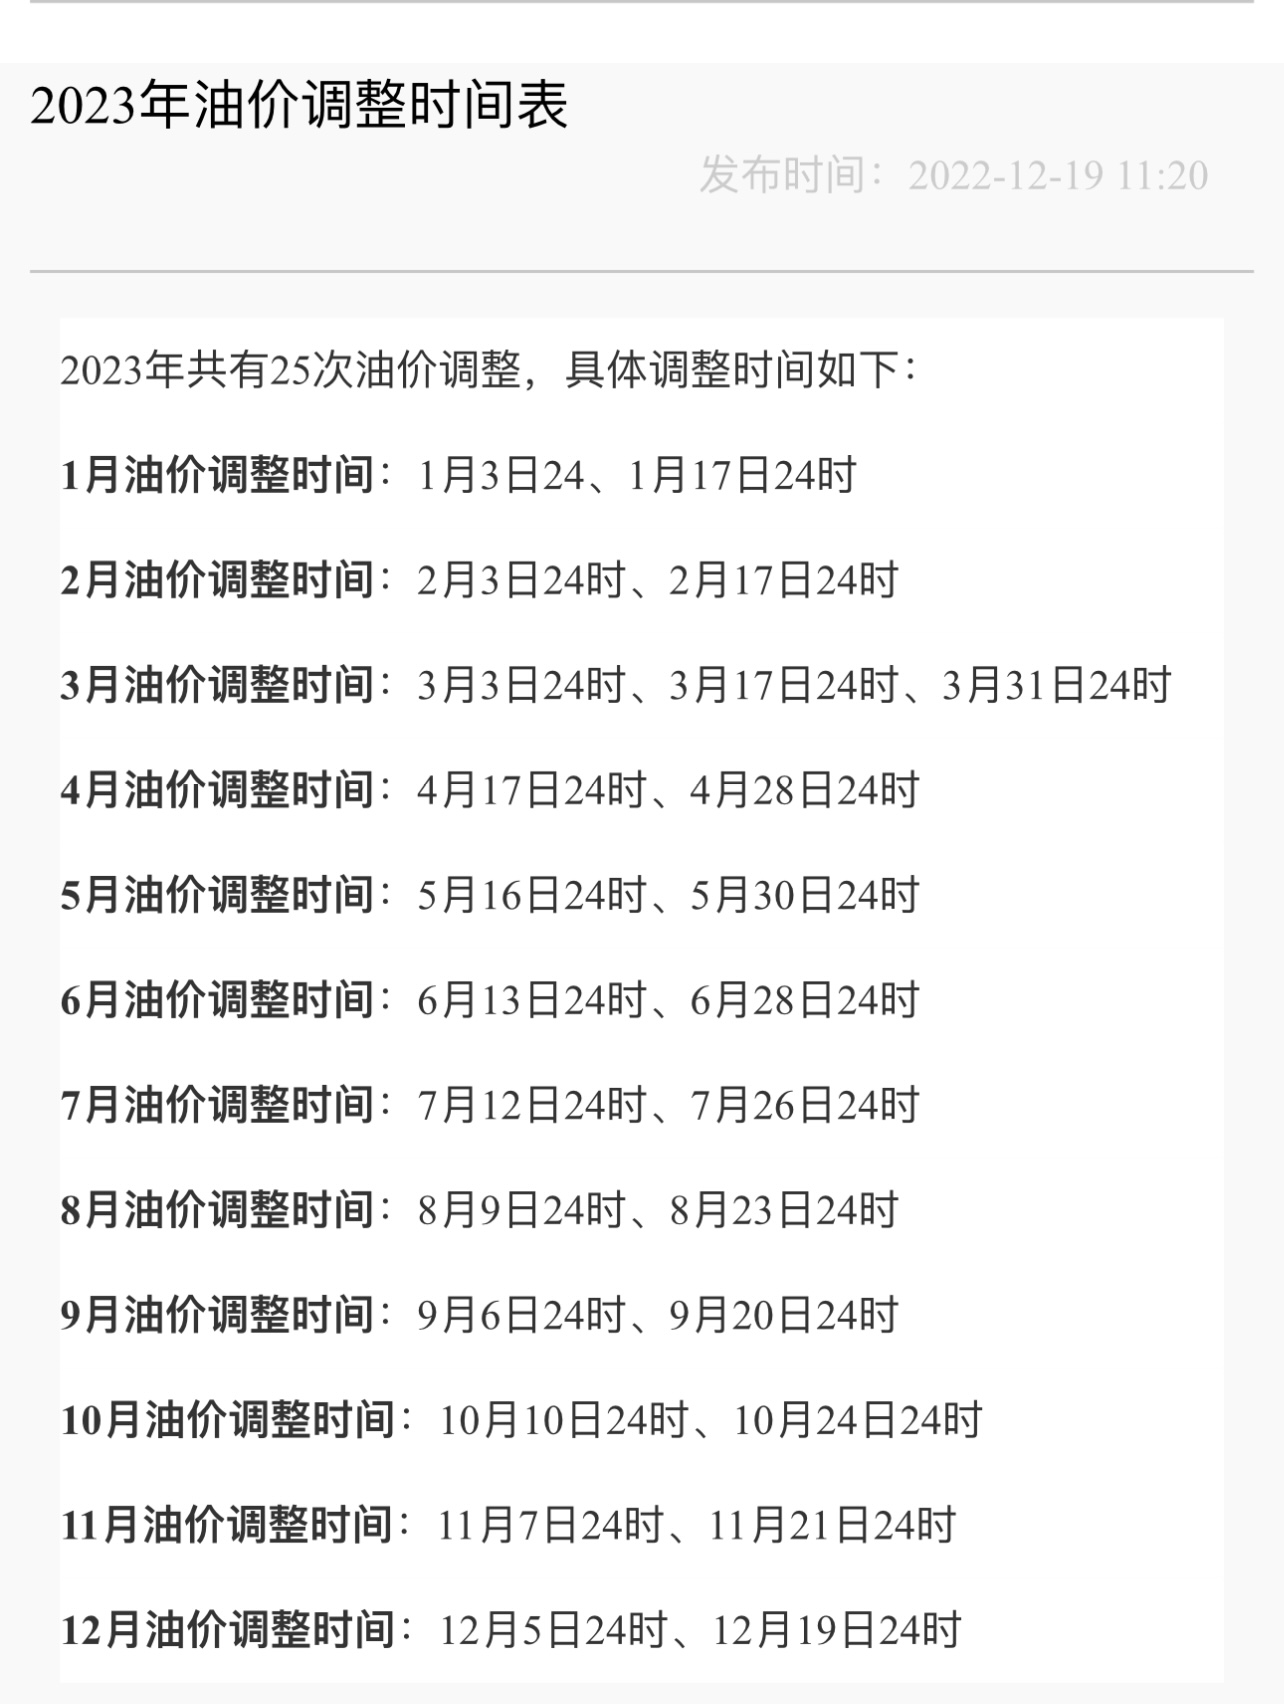 2023年油价调整时间表
发布时间：2022-12-19 11:20
2023年共有25次油价调整，具体调整时间如下：
1月油价调整时间：1月3日24、1月17日24时
2月油价调整时间：2月3日24时、2月17日24时
3月油价调整时间：3月3日24时、3月17日24时、3月31日24时
4月油价调整时间：4月17日24时、4月28日24时
5月油价调整时间：5月16日24时、5月30日24时
6月油价调整时间：6月13日24时、6月28日24时
7月油价调整时间：7月12日24时、7月26日24时
8月油价调整时间：8月9日24时、8月23日24时
9月油价调整时间：9月6日24时、9月20日24时
10月油价调整时间：10月10日24时、10月24日24时
11月油价调整时间：11月7日24时、11月21日24时
12月油价调整时间：12月5日24时、12月19日24时